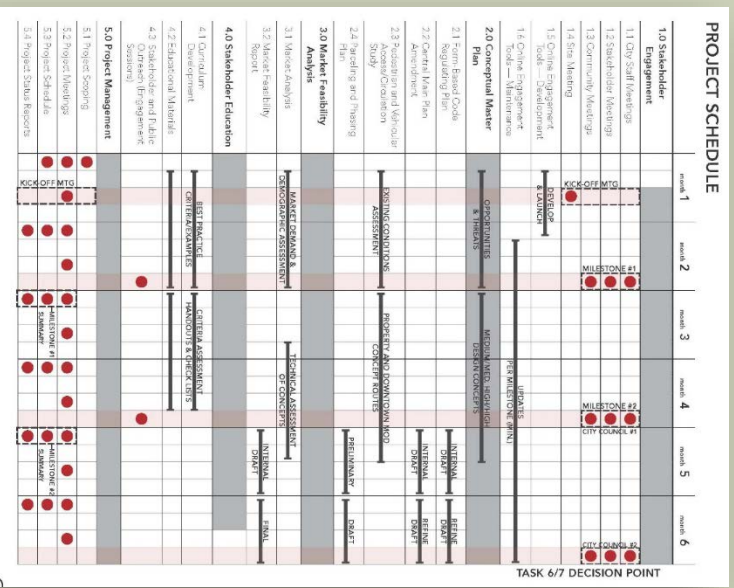 PROJECT SCHEDULE
month 1
month 2
month 3
month 4
month 5
month 6
1.0 Stakeholder
Engagement
1.1 City Staff Meetings
1.2 Stakeholder Meetings
1.3 Community Meetings
1.4 Site Meeting
1.5 Online Engagement
Tools — Development
1.6 Online Engagement
Tools — Maintenance
2.0 Conceptual Master
Plan
2.1 Form-Based Code
Regulating Plan
2.2 Central Main Plan
Amendment
2.3 Pedestrian and Vehicular
Access/Circulation
Study
2.4 Parceling and Phasing
Plan
3.0 Market Feasibility
Analysis
3.1 Market Analysis
3.2 Market Feasibility
Report
4.0 Stakeholder Education
4.1 Curriculum
Development
4.2 Educational Materials
4.3 Stakeholder and Public
Outreach (Engagement
Sessions)
5.0 Project Management
5.1 Project Scoping
5.2 Project Meetings
5.3 Project Schedule
5.4 Project Status Reports
KICK-OFF MTG
MILESTONE #1
MILESTONE #2
CITY COUNCIL #1
CITY COUNCIL #2
DEVELOP
& LAUNCH
UPDATES
PER MILESTONE (MIN.)
OPPORTUNITIES
& THREATS
MEDIUM/MED. HIGH/HIGH
DESIGN CONCEPTS
INTERNAL
DRAFT
REFINE
DRAFT
INTERNAL
DRAFT
REFINE
DRAFT
EXISTING CONDITIONS
ASSESSMENT
PROPERTY AND DOWNTOWN MOD
CONCEPT ROUTES
PRELIMINARY
DRAFT
DRAFT
MARKET DEMAND &
DEMOGRAPHIC ASSESSMENT
TECHNICAL ASSESSMENT
OF CONCEPTS
INTERNAL
DRAFT
FINAL
BEST PRACTICE
CRITERIA/EXAMPLES
CRITERIA ASSESSMENT
HANDOUTS & CHECK LISTS
KICK-OFF MTG
MILESTONE #1
SUMMARY
MILESTONE #2
SUMMARY
TASK 6/7 DECISION POINT